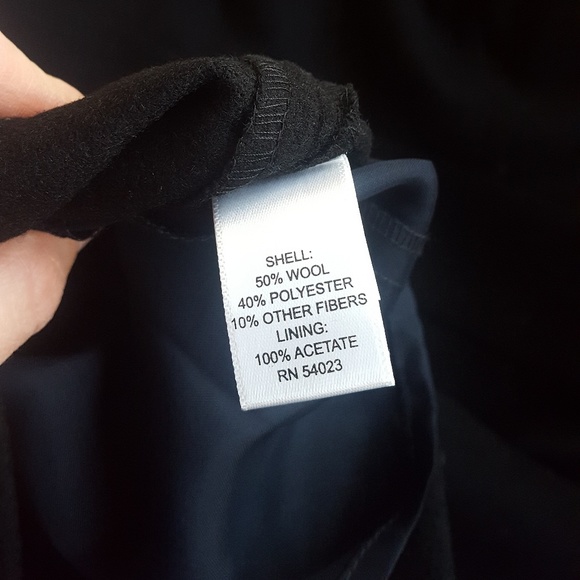 SHELL:
50% WOOL
40% POLYESTER
10% OTHER FIBERS
LINING:
100% ACETATE
RN 54023